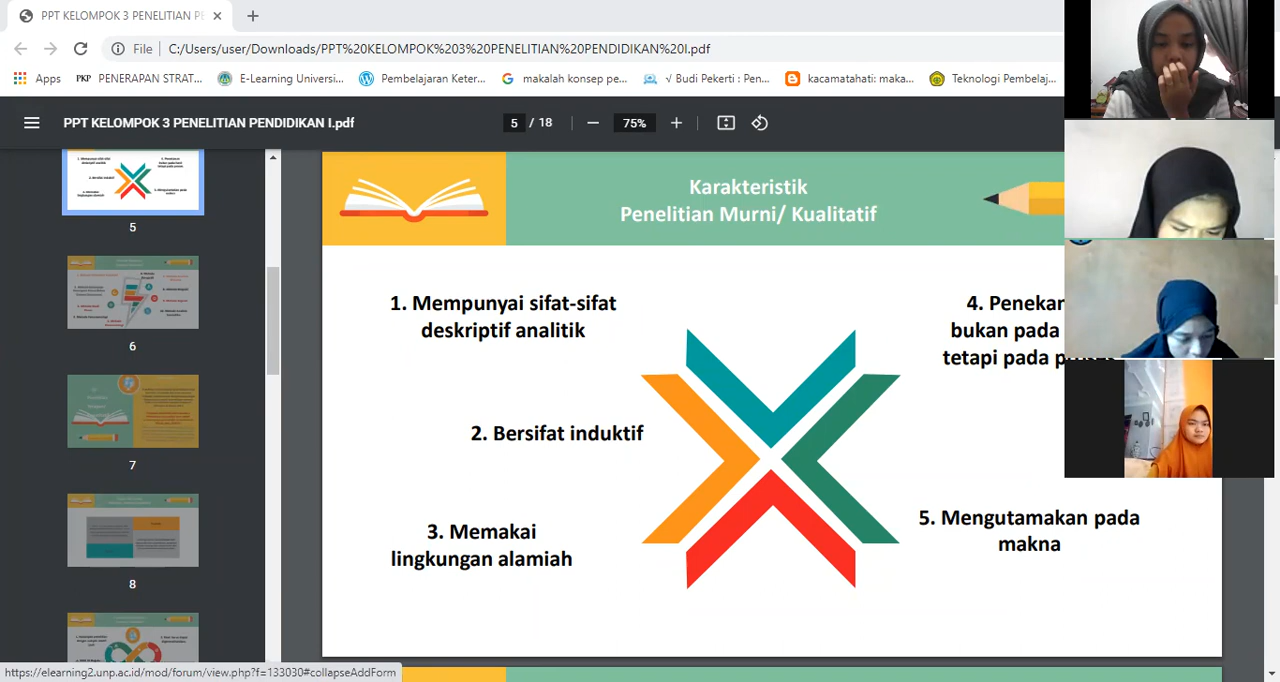 PPT KELOMPOK 3 PENELITIAN PE
File
C:/Users/user/Downloads/PPT%20KELOMPOK%203%20PENELITIAN%20PENDIDIKAN%20I.pdf
Apps
PKP PENERAPAN STRAT...
E-Learning Universi...
Pembelajaran Keter...
makalah konsep pe...
√ Budi Pekerti : Pen...
kacamatahati: maka...
Teknologi Pembelaj...
PPT KELOMPOK 3 PENELITIAN PENDIDIKAN I.pdf
5 / 18
75%
5
6
7
8
Karakteristik
Penelitian Murni/ Kualitatif
1. Mempunyai sifat-sifat
deskriptif analitik
2. Bersifat induktif
3. Memakai
lingkungan alamiah
4.
bukan pada
tetapi pada
5. Mengutamakan pada
makna
https://elearning2.unp.ac.id/mod/forum/view.php?f=133030#collapseAddForm